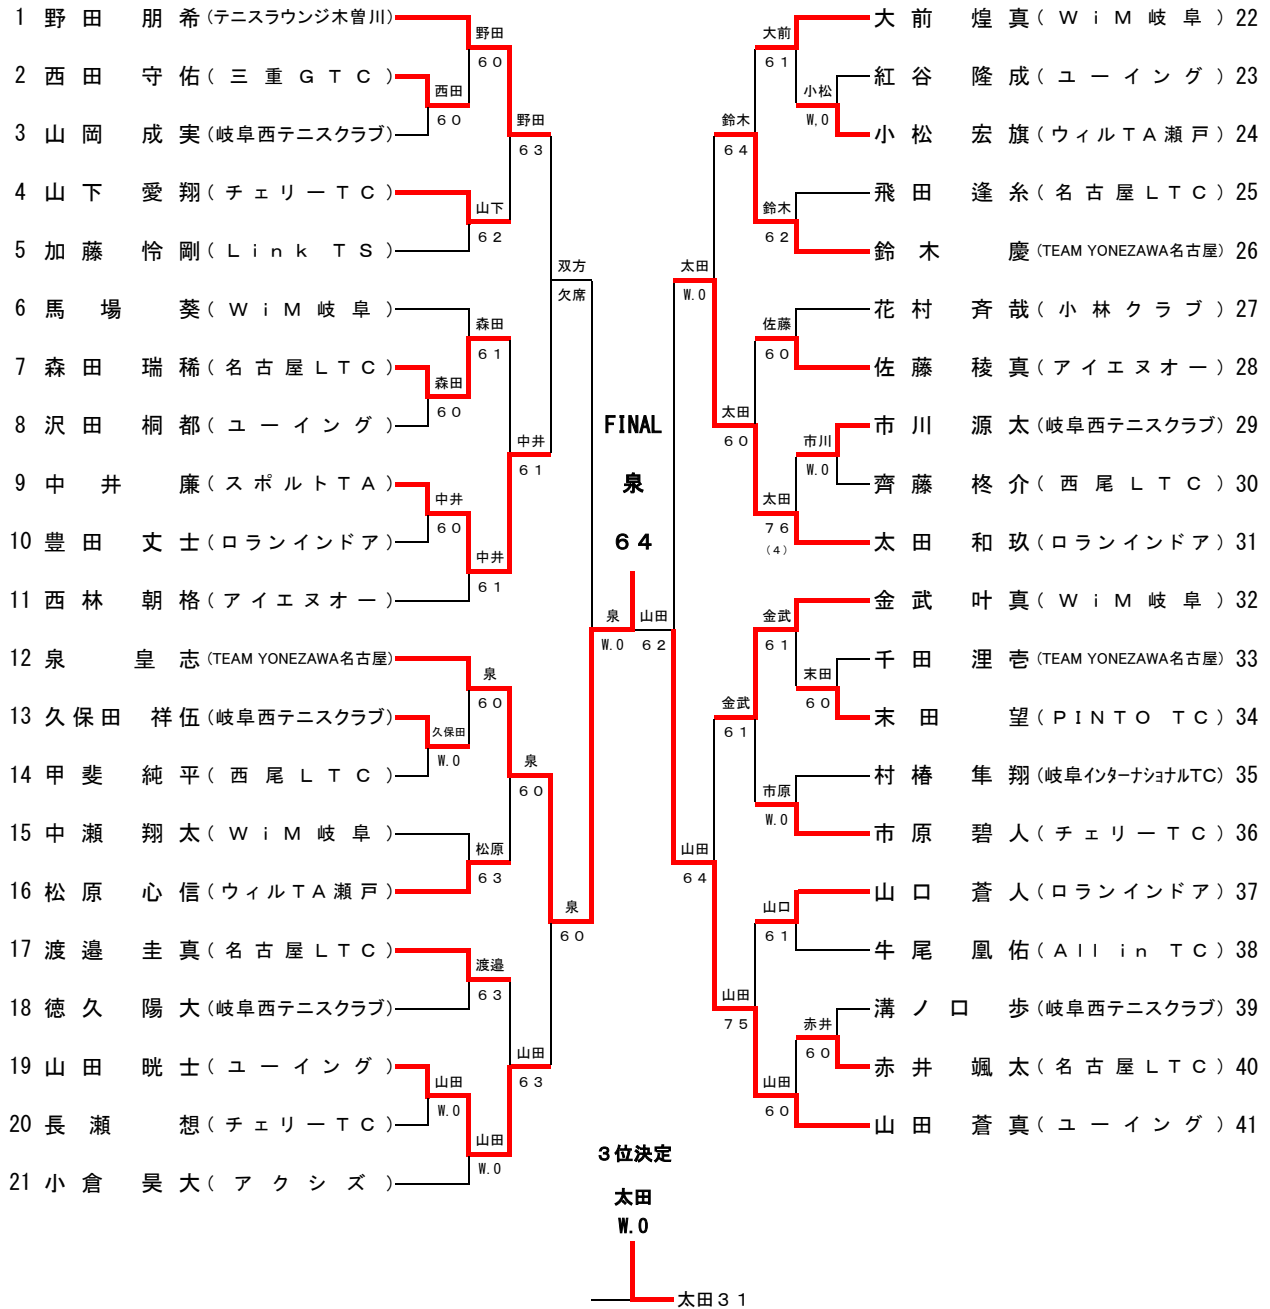 1 野田 朋希 (テニスラウンジ木曽川)
2 西田 守佑 (三重GTC)
3 山岡 成実 (岐阜西テニスクラブ)
4 山下 愛翔 (チェリーTC)
5 加藤 怜剛 (Link TS)
6 馬場 葵 (WiM岐阜)
7 森田 瑞稀 (名古屋LTC)
8 沢田 桐都 (ユーイング)
9 中井 廉 (スポルトTA)
10 豊田 丈士 (ロランインドア)
11 西林 朝格 (アイエヌオー)
12 泉 皇志 (TEAM YONEZAWA名古屋)
13 久保田 祥伍 (岐阜西テニスクラブ)
14 甲斐 純平 (西尾LTC)
15 中瀬 翔太 (WiM岐阜)
16 松原 心信 (ウィルTA瀬戸)
17 渡邉 圭真 (名古屋LTC)
18 徳久 陽大 (岐阜西テニスクラブ)
19 山田 晄士 (ユーイング)
20 長瀬 想 (チェリーTC)
21 小倉 昊大 (アクシズ)
西田
60
森田
60
中井
60
久保田
W.0
山田
W.0
野田
60
山下
62
森田
61
中井
61
泉
60
松原
63
渡邉
63
山田
W.0
野田
63
中井
61
泉
60
山田
63
双方
欠席
泉
60
泉
W.0
FINAL
泉
64
山田
62
太田
W.0
山田
64
鈴木
64
太田
60
金武
61
山田
75
大前
61
鈴木
62
佐藤
60
太田
76
(4)
金武
61
市原
W.0
山口
61
山田
60
小松
W,0
市川
W.0
末田
60
赤井
60
大前 煌真 (WiM岐阜) 22
紅谷 隆成 (ユーイング) 23
小松 宏旗 (ウィルTA瀬戸) 24
飛田 逢糸 (名古屋LTC) 25
鈴木 慶 (TEAM YONEZAWA名古屋) 26
花村 斉哉 (小林クラブ) 27
佐藤 稜真 (アイエヌオー) 28
市川 源太 (岐阜西テニスクラブ) 29
齊藤 柊介 (西尾LTC) 30
太田 和玖 (ロランインドア) 31
金武 叶真 (WiM岐阜) 32
千田 浬壱 (TEAM YONEZAWA名古屋) 33
末田 望 (PINTO TC) 34
村椿 隼翔 (岐阜インターナショナルTC) 35
市原 碧人 (チェリーTC) 36
山口 蒼人 (ロランインドア) 37
牛尾 凰佑 (All in TC) 38
溝ノ口 歩 (岐阜西テニスクラブ) 39
赤井 颯太 (名古屋LTC) 40
山田 蒼真 (ユーイング) 41
3位決定
太田
W.0
太田31